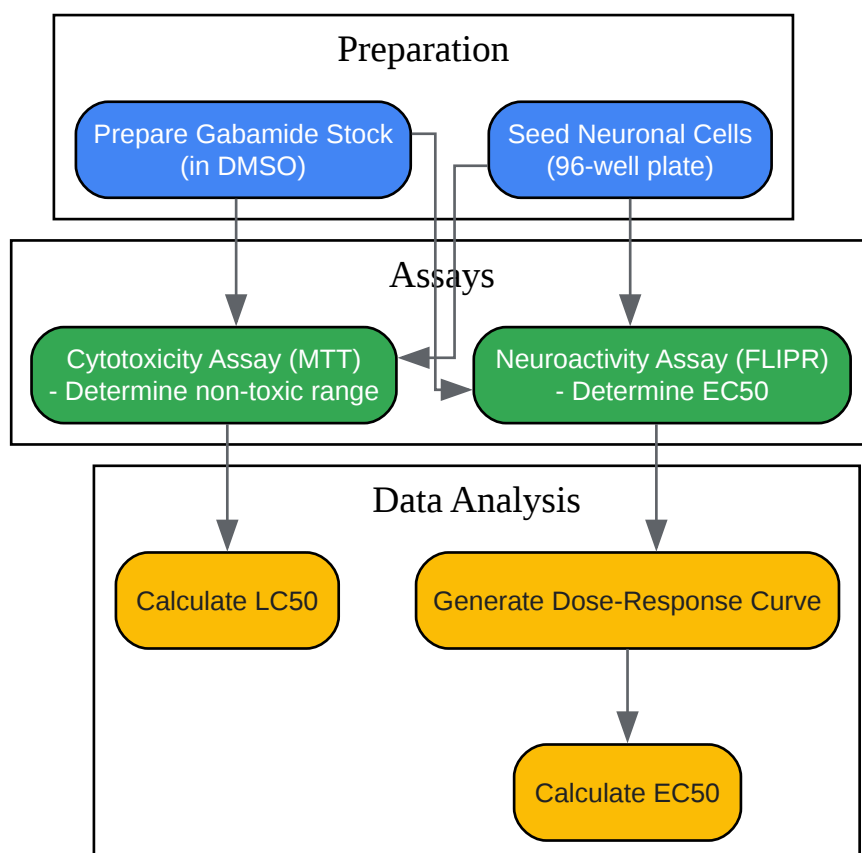 Preparation
Prepare Gabamide Stock
(in DMSO)
Seed Neuronal Cells
(96-well plate)
Assays
Cytotoxicity Assay (MTT)
- Determine non-toxic range
Neuroactivity Assay (FLIPR)
- Determine EC50
Data Analysis
Calculate LC50
Generate Dose-Response Curve
Calculate EC50